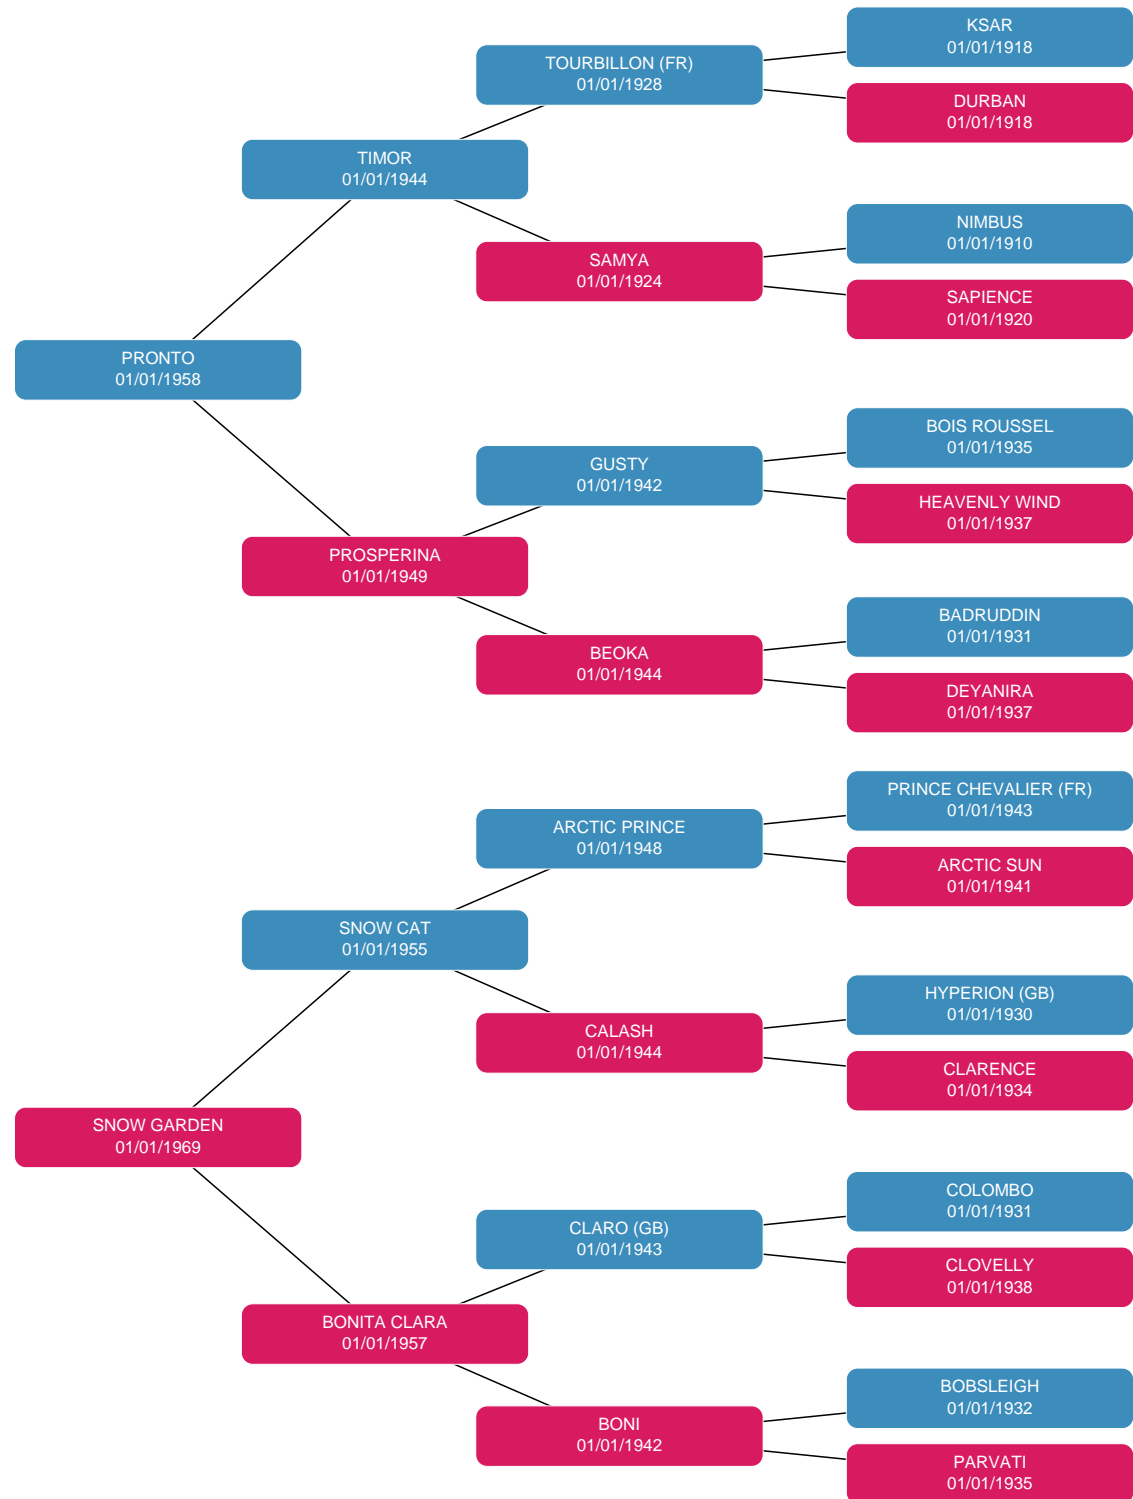 KSAR
01/01/1918
TOURBILLON (FR)
01/01/1928
DURBAN
01/01/1918
TIMOR
01/01/1944
NIMBUS
01/01/1910
SAMYA
01/01/1924
SAPIENCE
01/01/1920
PRONTO
01/01/1958
BOIS ROUSSEL
01/01/1935
GUSTY
01/01/1942
HEAVENLY WIND
01/01/1937
PROSPERINA
01/01/1949
BADRUDDIN
01/01/1931
BEOKA
01/01/1944
DEYANIRA
01/01/1937
PRINCE CHEVALIER (FR)
01/01/1943
ARCTIC PRINCE
01/01/1948
ARCTIC SUN
01/01/1941
SNOW CAT
01/01/1955
HYPERION (GB)
01/01/1930
CALASH
01/01/1944
CLARENCE
01/01/1934
SNOW GARDEN
01/01/1969
COLOMBO
01/01/1931
CLARO (GB)
01/01/1943
CLOVELLY
01/01/1938
BONITA CLARA
01/01/1957
BOBSLEIGH
01/01/1932
BONI
01/01/1942
PARVATI
01/01/1935